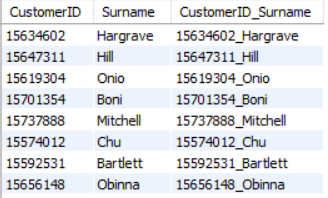 CustomerID Surname CustomerID_Surname
15634602 Hargrave 15634602_Hargrave
15647311 Hill 15647311_Hill
15619304 Onio 15619304_Onio
15701354 Boni 15701354_Boni
15737888 Mitchell 15737888_Mitchell
15574012 Chu 15574012_Chu
15592531 Bartlett 15592531_Bartlett
15656148 Obinna 15656148_Obinna